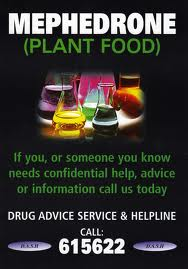 MEPHEDRONE
(PLANT FOOD)
If you, or someone you know
needs confidential help, advice
or information call us today
DRUG ADVICE SERVICE & HELPLINE
CALL:
D.A.S.H 615622 D.A.S.H